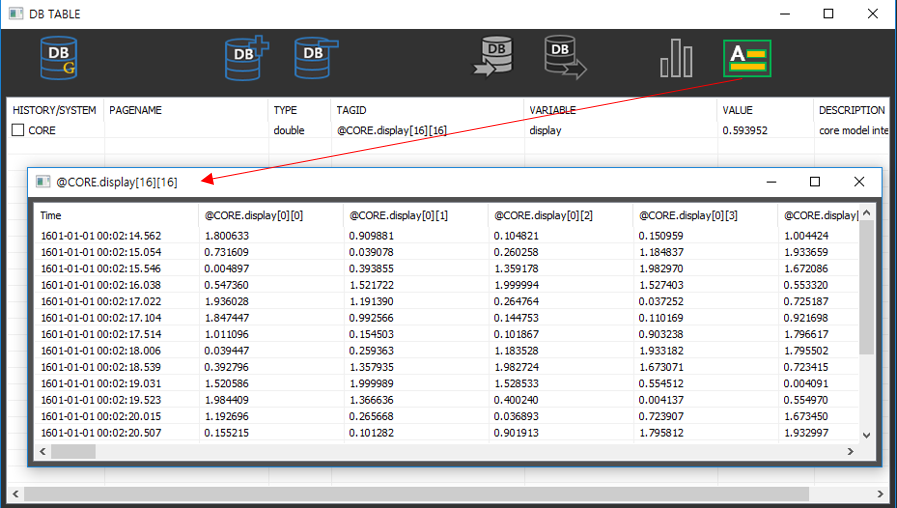 DB TABLE
DB G DB DB DB DB A
HISTORY/SYSTEM PAGENAME TYPE TAGID VARIABLE VALUE DESCRIPTION
CORE double @CORE.display[16][16] display 0.593952 core model inte
@CORE.display[16][16]
Time @CORE.display[0][0] @CORE.display[0][1] @CORE.display[0][2] @CORE.display[0][3] @CORE.display[
1601-01-01 00:02:14.562 1.800633 0.909881 0.104821 0.150959 1.004424
1601-01-01 00:02:15.054 0.731609 0.039078 0.260258 1.184837 1.933659
1601-01-01 00:02:15.546 0.004897 0.393855 1.359178 1.982970 1.672086
1601-01-01 00:02:16.038 0.547360 1.521722 1.999994 1.527403 0.553320
1601-01-01 00:02:17.022 1.936028 1.191390 0.264764 0.037252 0.725187
1601-01-01 00:02:17.104 1.847447 0.992566 0.144753 0.110169 0.921698
1601-01-01 00:02:17.514 1.011096 0.154503 0.101867 0.903238 1.796617
1601-01-01 00:02:18.006 0.039447 0.259363 1.183528 1.933182 1.795502
1601-01-01 00:02:18.539 0.392796 1.357935 1.982724 1.673071 0.723415
1601-01-01 00:02:19.031 1.520586 1.999989 1.528533 0.554512 0.004091
1601-01-01 00:02:19.523 1.984409 1.366636 0.400240 0.004137 0.554970
1601-01-01 00:02:20.015 1.192696 0.265668 0.036893 0.723907 1.673450
1601-01-01 00:02:20.507 0.155215 0.101282 0.901913 1.795812 1.932997